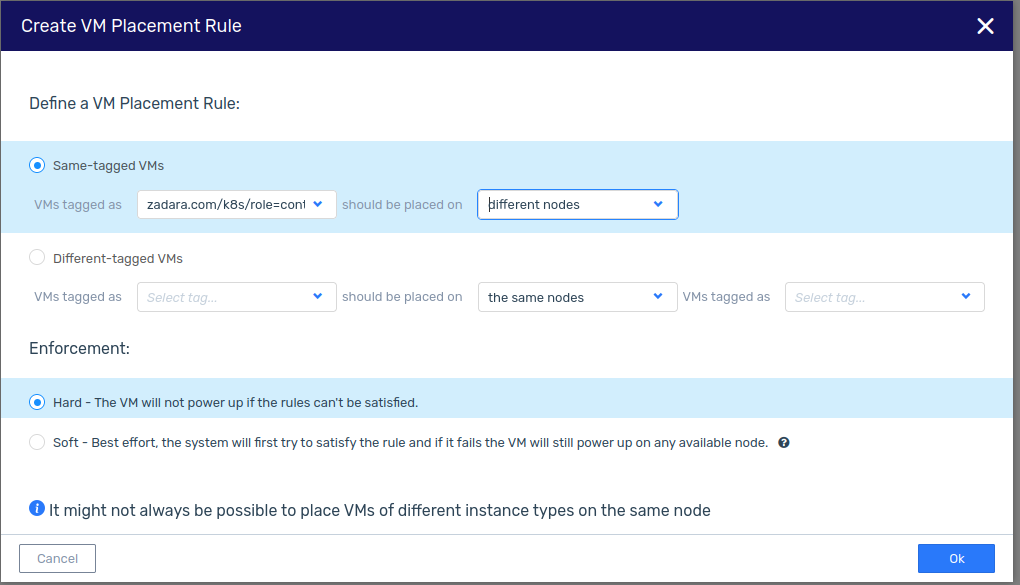 Create VM Placement Rule
Define a VM Placement Rule:
Same-tagged VMs
VMs tagged as zadara.com/k8s/role=cont should be placed on different nodes
Different-tagged VMs
VMs tagged as Select tag... should be placed on the same nodes VMs tagged as Select tag...
Enforcement:
Hard - The VM will not power up if the rules can't be satisfied.
Soft - Best effort, the system will first try to satisfy the rule and if it fails the VM will still power up on any available node. ?
i It might not always be possible to place VMs of different instance types on the same node
Cancel Ok